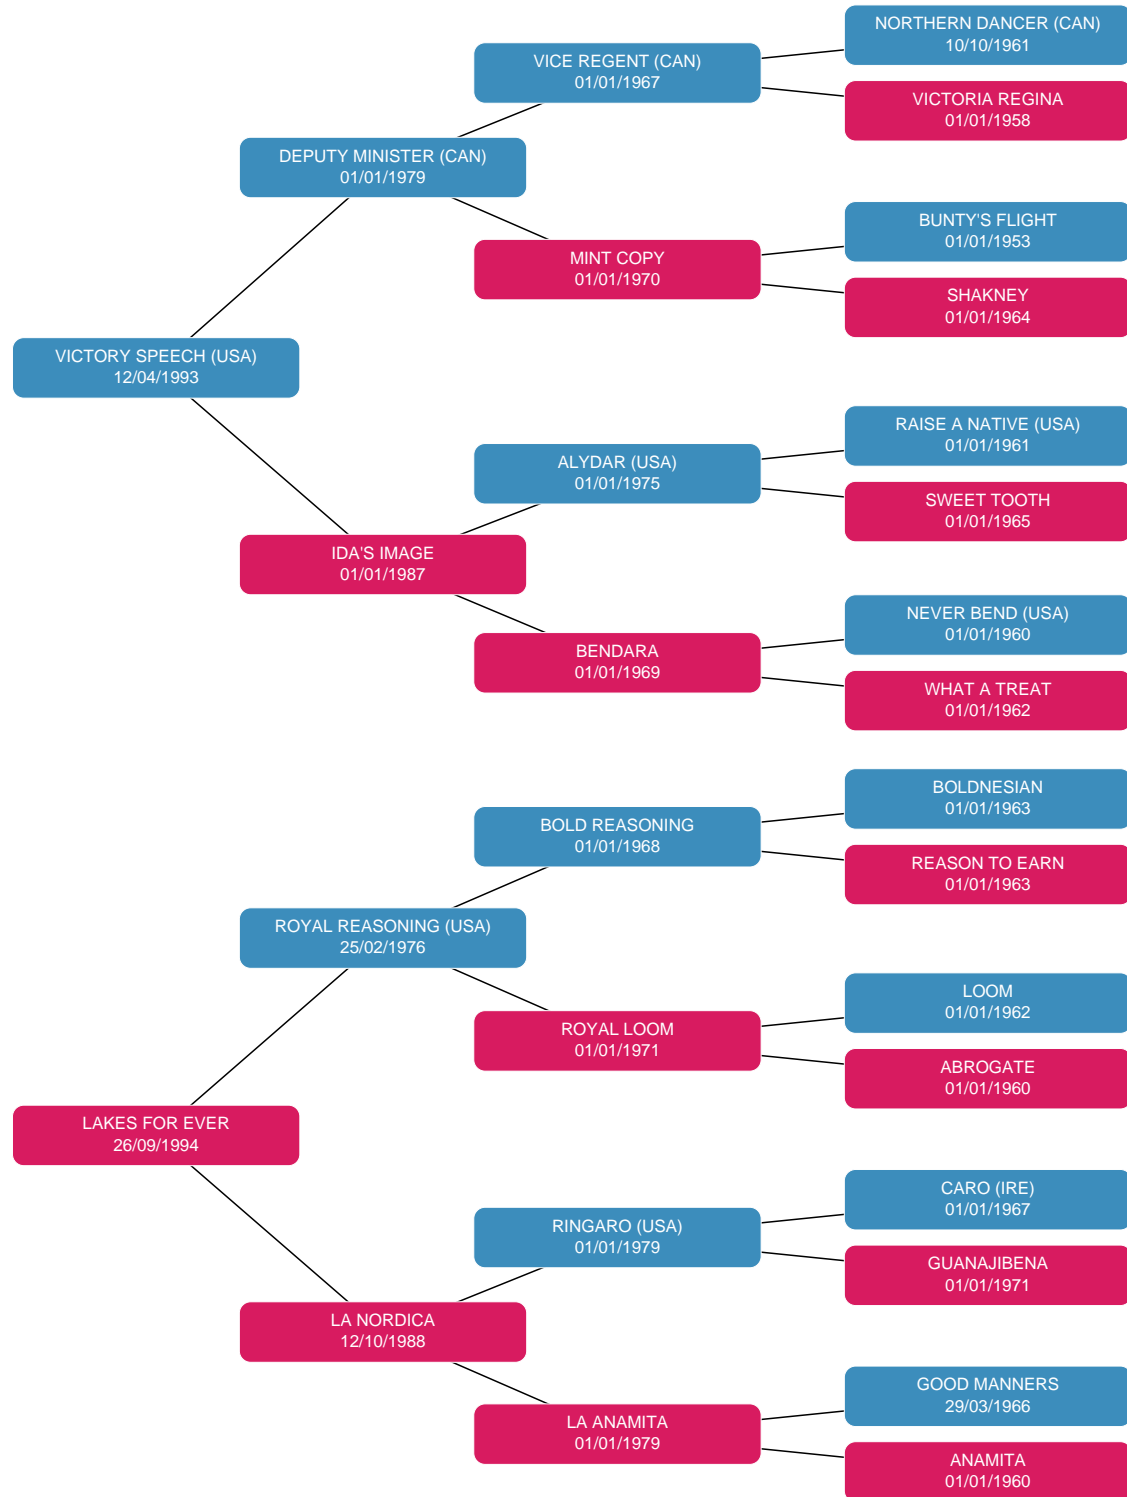 NORTHERN DANCER (CAN)
10/10/1961
VICE REGENT (CAN)
01/01/1967
VICTORIA REGINA
01/01/1958
DEPUTY MINISTER (CAN)
01/01/1979
BUNTY'S FLIGHT
01/01/1953
MINT COPY
01/01/1970
SHAKNEY
01/01/1964
VICTORY SPEECH (USA)
12/04/1993
RAISE A NATIVE (USA)
01/01/1961
ALYDAR (USA)
01/01/1975
SWEET TOOTH
01/01/1965
IDA'S IMAGE
01/01/1987
NEVER BEND (USA)
01/01/1960
BENDARA
01/01/1969
WHAT A TREAT
01/01/1962
BOLDNESIAN
01/01/1963
BOLD REASONING
01/01/1968
REASON TO EARN
01/01/1963
ROYAL REASONING (USA)
25/02/1976
LOOM
01/01/1962
ROYAL LOOM
01/01/1971
ABROGATE
01/01/1960
LAKES FOR EVER
26/09/1994
CARO (IRE)
01/01/1967
RINGARO (USA)
01/01/1979
GUANAJIBENA
01/01/1971
LA NORDICA
12/10/1988
GOOD MANNERS
29/03/1966
LA ANAMITA
01/01/1979
ANAMITA
01/01/1960